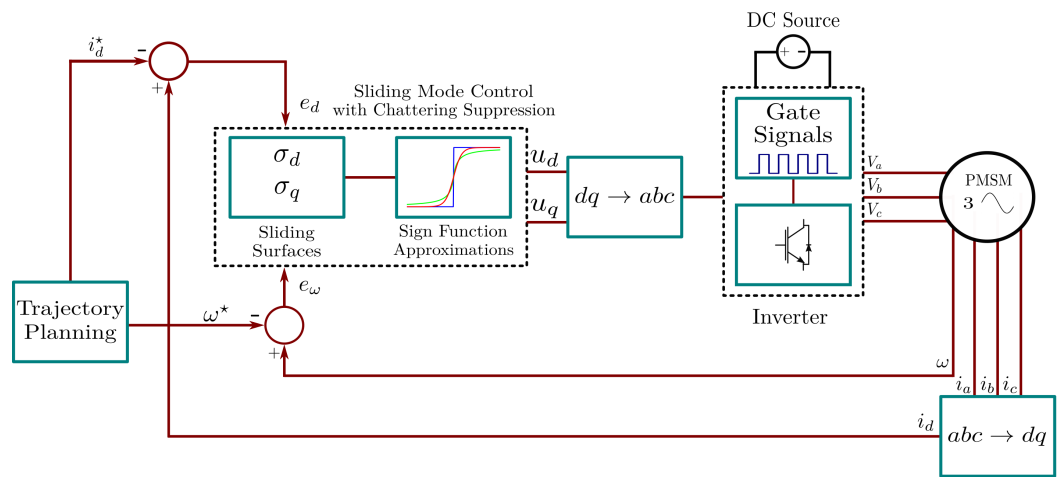 DC Source
i_d^⋆
-
+
+ -
Sliding Mode Control
with Chattering Suppression
e_d
Gate
Signals
σ_d
σ_q
u_d
u_q
dq → abc
V_a
V_b
V_c
PMSM
3
Sliding
Surfaces
Sign Function
Approximations
e_ω
Trajectory
Planning
ω^⋆
-
+
Inverter
ω
i_a
i_b
i_c
i_d
abc → dq